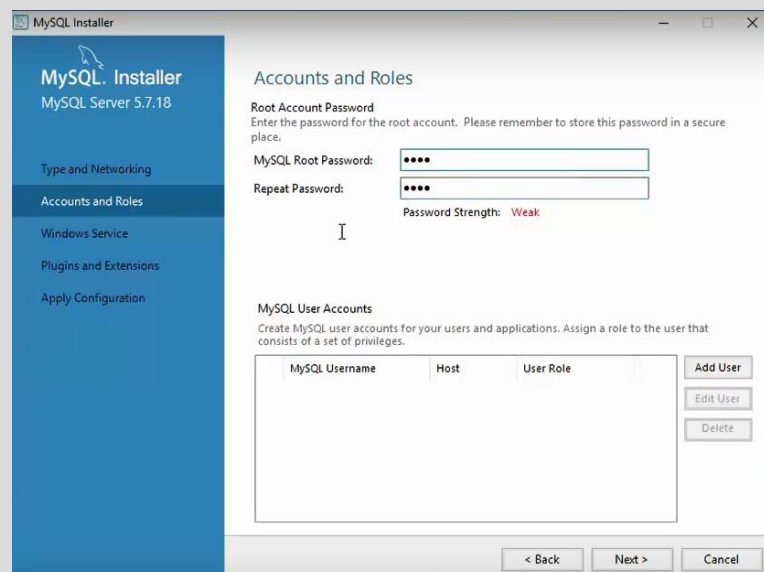 MySQL Installer
MySQL. Installer
MySQL Server 5.7.18
Type and Networking
Accounts and Roles
Windows Service
Plugins and Extensions
Apply Configuration
Accounts and Roles
Root Account Password
Enter the password for the root account. Please remember to store this password in a secure
place.
MySQL Root Password: ••••
Repeat Password: ••••
Password Strength: Weak
MySQL User Accounts
Create MySQL user accounts for your users and applications. Assign a role to the user that
consists of a set of privileges.
MySQL Username Host User Role
Add User
Edit User
Delete
< Back Next > Cancel